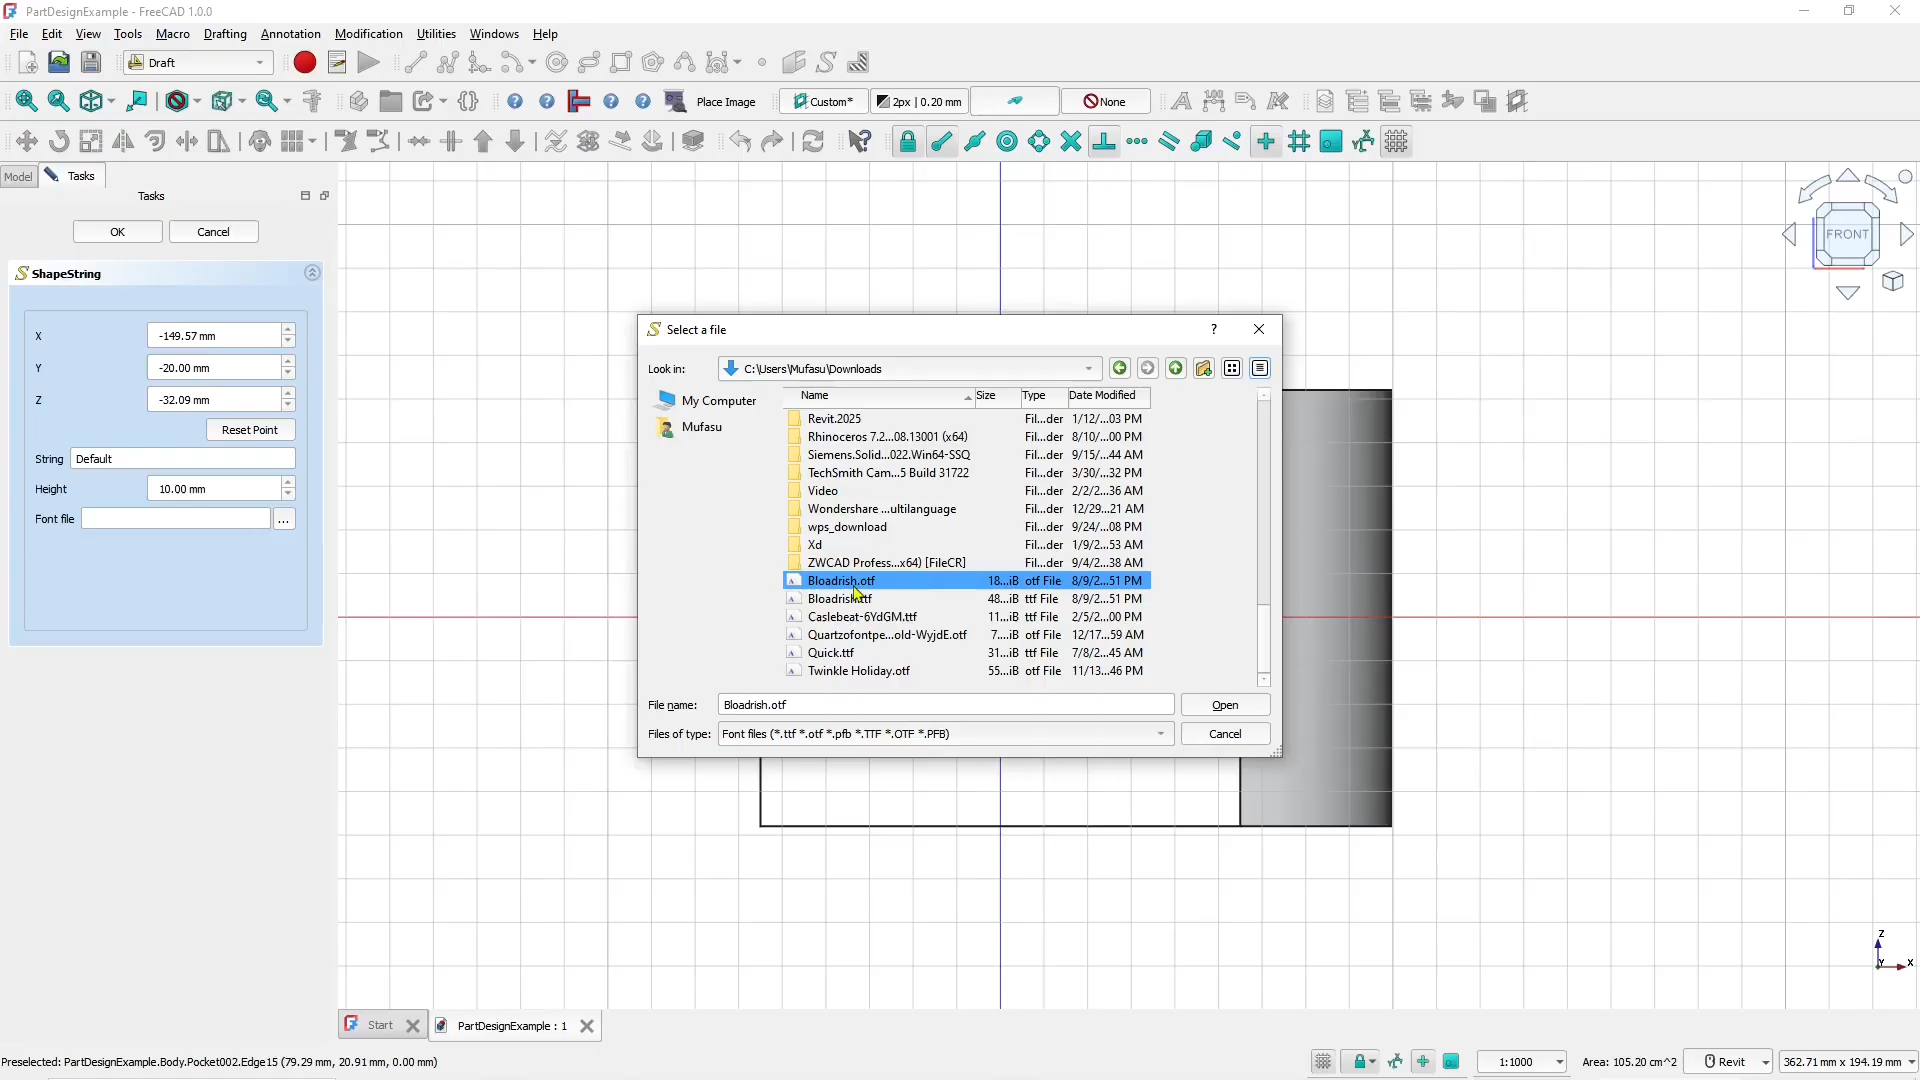 PartDesignExample - FreeCAD 1.0.0
File Edit View Tools Macro Drafting Annotation Modification Utilities Windows Help
Draft
Place Image Custom* 2px | 0.20 mm None
Model Tasks
Tasks
OK Cancel
ShapeString
X -149.57 mm
Y -20.00 mm
Z -32.09 mm
Reset Point
String Default
Height 10.00 mm
Font file ...
Select a file ?
Look in: C:\Users\Mufasu\Downloads
My Computer
Mufasu
Name Size Type Date Modified
Revit.2025 Fil...der 1/12/...03 PM
Rhinoceros 7.2...08.13001 (x64) Fil...der 8/10/...00 PM
Siemens.Solid...022.Win64-SSQ Fil...der 9/15/...44 AM
TechSmith Cam...5 Build 31722 Fil...der 3/30/...32 PM
Video Fil...der 2/2/2...36 AM
Wondershare ...ultilanguage Fil...der 12/29...21 AM
wps_download Fil...der 9/24/...08 PM
Xd Fil...der 1/9/2...53 AM
ZWCAD Profess...x64) [FileCR] Fil...der 9/4/2...38 AM
Bloadrish.otf 18...iB otf File 8/9/2...51 PM
Bloadrish.ttf 48...iB ttf File 8/9/2...51 PM
Caslebeat-6YdGM.ttf 11...iB ttf File 2/5/2...00 PM
Quartzofontpe...old-WyjdE.otf 7....iB otf File 12/17...59 AM
Quick.ttf 31...iB ttf File 7/8/2...45 AM
Twinkle Holiday.otf 55...iB otf File 11/13...46 PM
File name: Bloadrish.otf Open
Files of type: Font files (*.ttf *.otf *.pfb *.TTF *.OTF *.PFB) Cancel
FRONT
Z
Y X
Start PartDesignExample : 1
Preselected: PartDesignExample.Body.Pocket002.Edge15 (79.29 mm, 20.91 mm, 0.00 mm) 1:1000 Area: 105.20 cm^2 Revit 362.71 mm x 194.19 mm